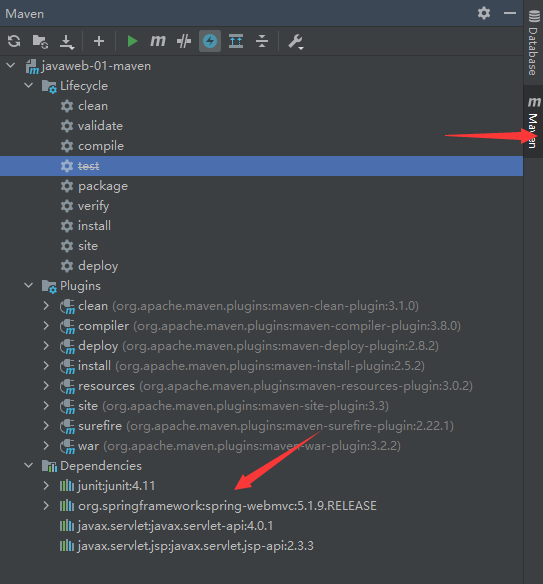 Maven
Database
m
m Maven
javaweb-01-maven
Lifecycle
clean
validate
compile
test
package
verify
install
site
deploy
Plugins
clean (org.apache.maven.plugins:maven-clean-plugin:3.1.0)
compiler (org.apache.maven.plugins:maven-compiler-plugin:3.8.0)
deploy (org.apache.maven.plugins:maven-deploy-plugin:2.8.2)
install (org.apache.maven.plugins:maven-install-plugin:2.5.2)
resources (org.apache.maven.plugins:maven-resources-plugin:3.0.2)
site (org.apache.maven.plugins:maven-site-plugin:3.3)
surefire (org.apache.maven.plugins:maven-surefire-plugin:2.22.1)
war (org.apache.maven.plugins:maven-war-plugin:3.2.2)
Dependencies
junit:junit:4.11
org.springframework:spring-webmvc:5.1.9.RELEASE
javax.servlet:javax.servlet-api:4.0.1
javax.servlet.jsp:javax.servlet.jsp-api:2.3.3